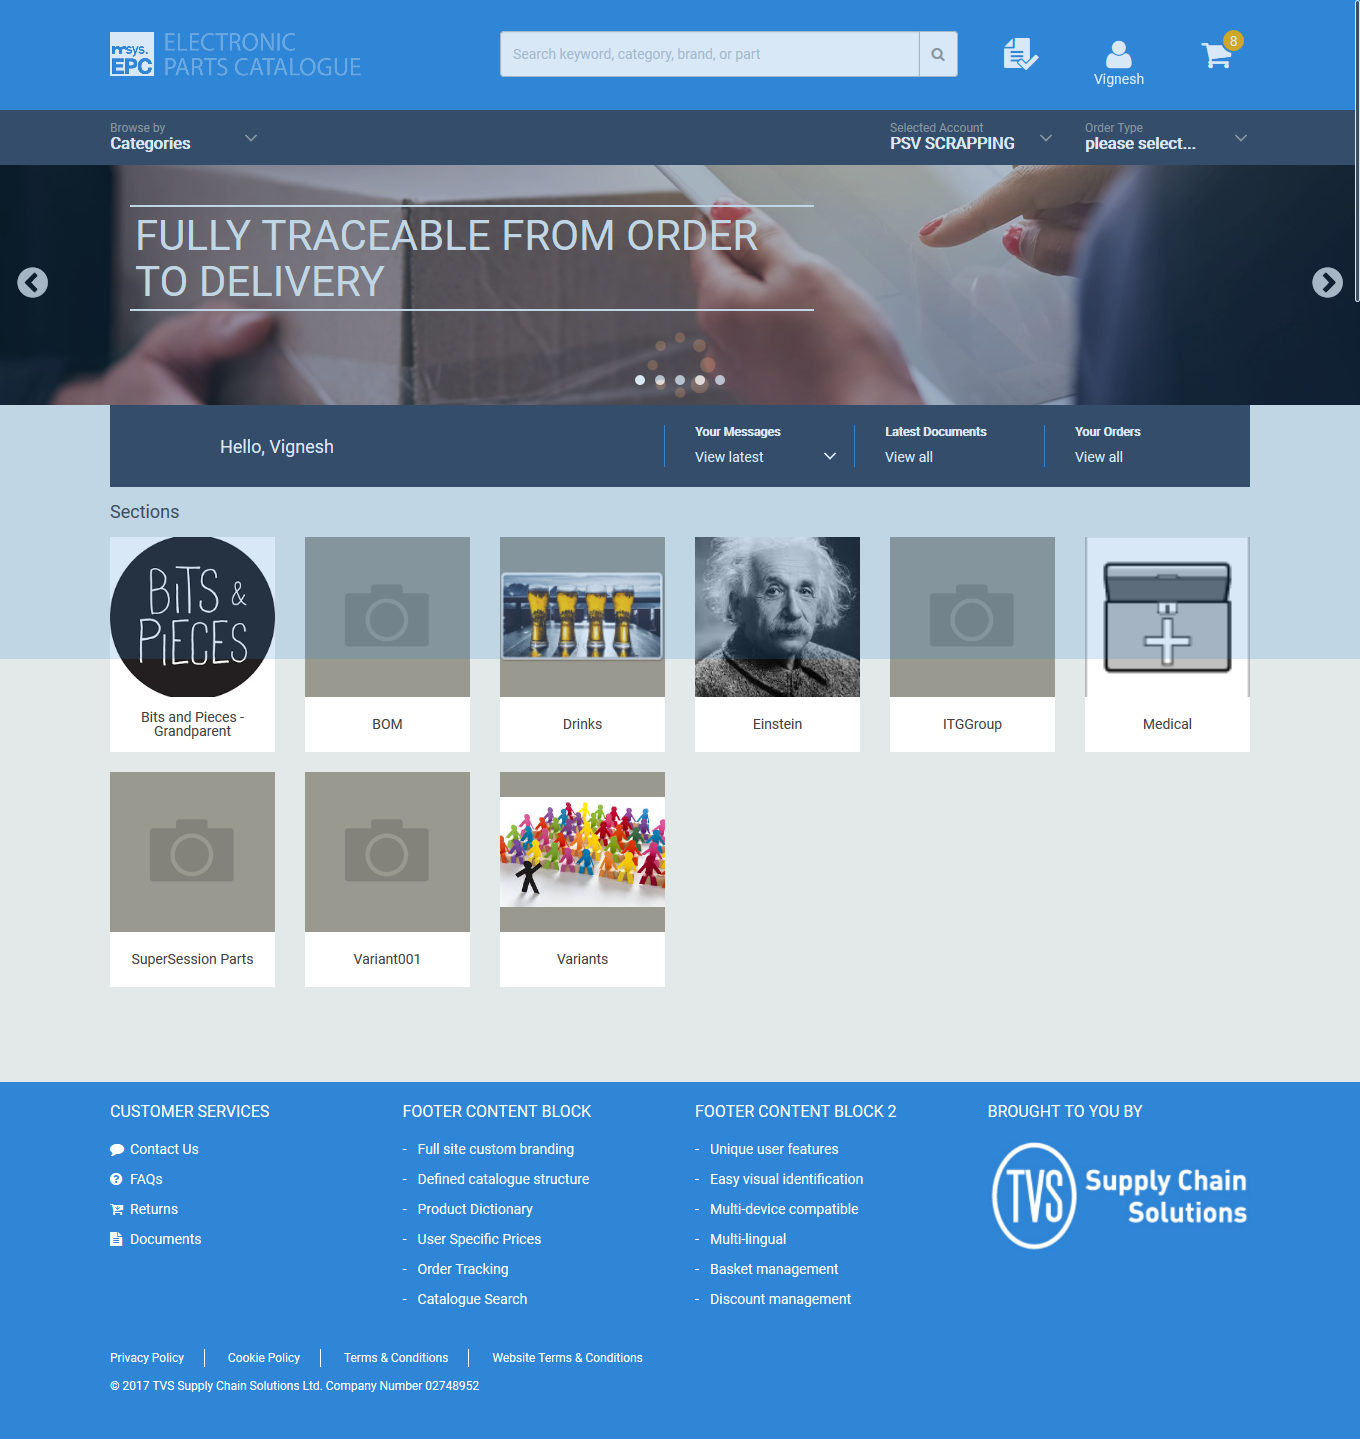 msys.
EPC
ELECTRONIC
PARTS CATALOGUE
Search keyword, category, brand, or part
Vignesh
8
Browse by
Categories
Selected Account
PSV SCRAPPING
Order Type
please select...
FULLY TRACEABLE FROM ORDER
TO DELIVERY
Hello, Vignesh
Your Messages
View latest
Latest Documents
View all
Your Orders
View all
Sections
BITS &
PIECES
Bits and Pieces -
Grandparent
BOM
Drinks
Einstein
ITGGroup
Medical
SuperSession Parts
Variant001
Variants
CUSTOMER SERVICES
Contact Us
FAQs
Returns
Documents
FOOTER CONTENT BLOCK
- Full site custom branding
- Defined catalogue structure
- Product Dictionary
- User Specific Prices
- Order Tracking
- Catalogue Search
FOOTER CONTENT BLOCK 2
- Unique user features
- Easy visual identification
- Multi-device compatible
- Multi-lingual
- Basket management
- Discount management
BROUGHT TO YOU BY
TVS
Supply Chain
Solutions
Privacy Policy
Cookie Policy
Terms & Conditions
Website Terms & Conditions
© 2017 TVS Supply Chain Solutions Ltd. Company Number 02748952